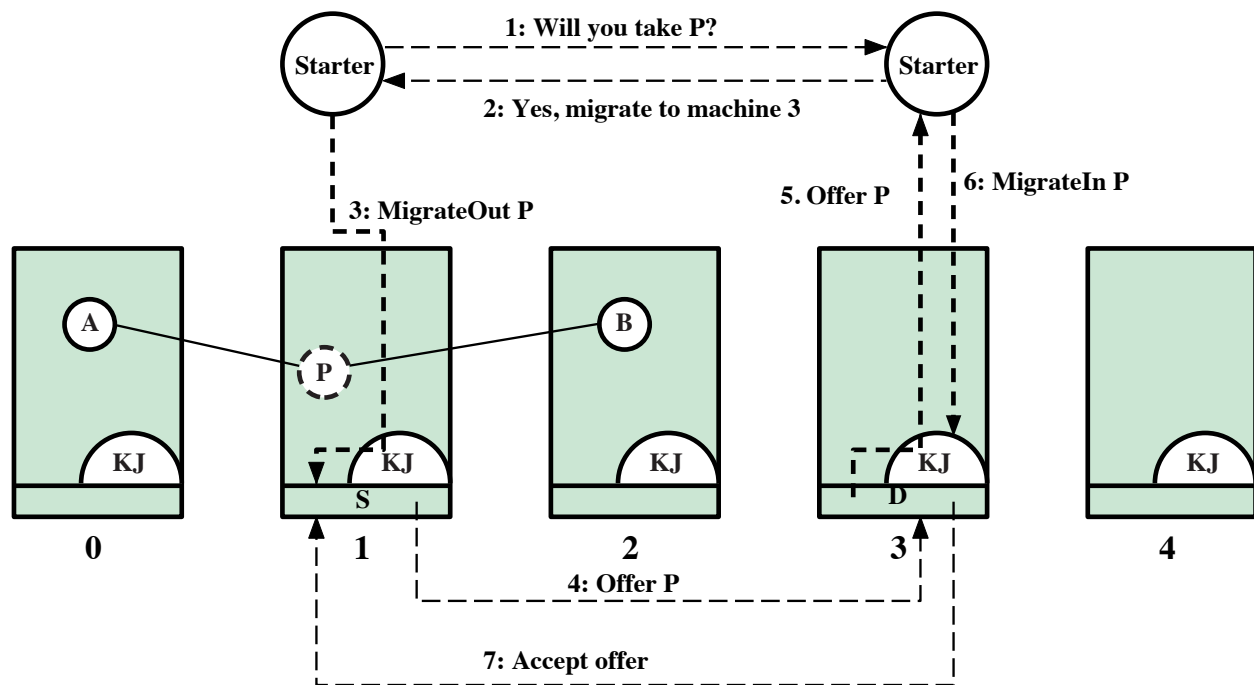 1: Will you take P?
Starter
Starter
2: Yes, migrate to machine 3
3: MigrateOut P
5. Offer P
6: MigrateIn P
A
P
B
KJ
KJ
KJ
KJ
KJ
S
D
0
1
2
3
4
4: Offer P
7: Accept offer